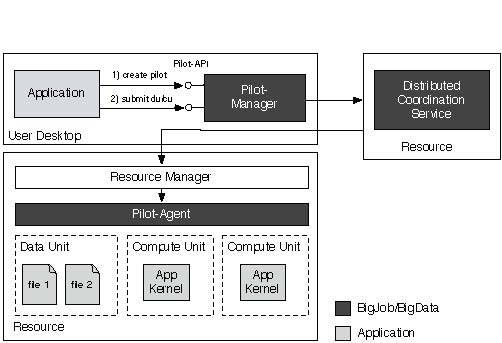 Pilot-API
1) create pilot
Application
2) submit du/cu
Pilot-
Manager
User Desktop
Distributed
Coordination
Service
Resource
Resource Manager
Pilot-Agent
Data Unit
file 1
file 2
Compute Unit
App
Kernel
Compute Unit
App
Kernel
Resource
BigJob/BigData
Application